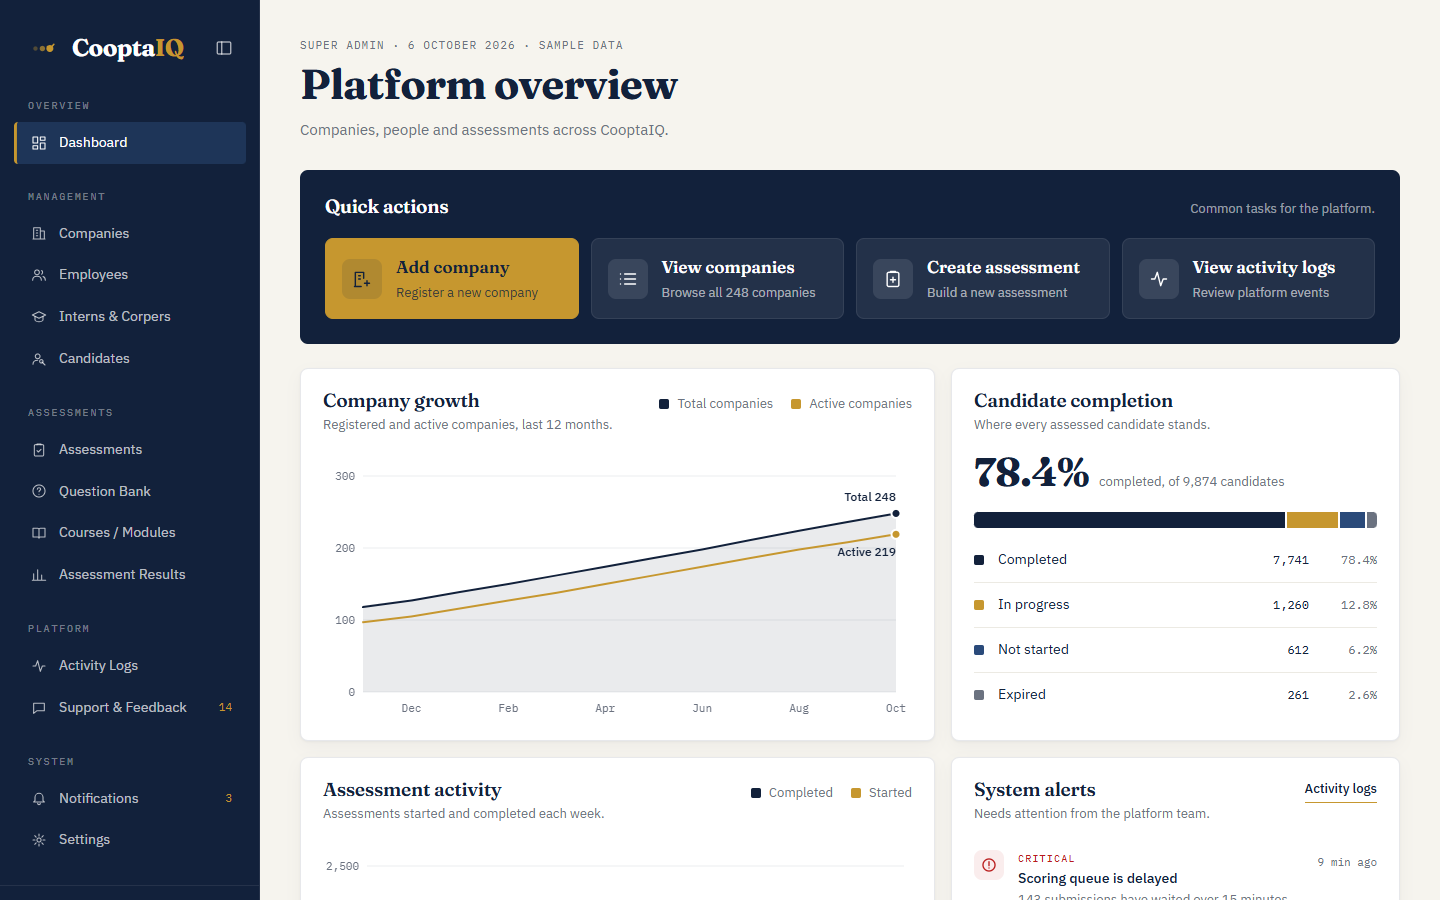 CooptaIQ
OVERVIEW
Dashboard
MANAGEMENT
Companies
Employees
Interns & Corpers
Candidates
ASSESSMENTS
Assessments
Question Bank
Courses / Modules
Assessment Results
PLATFORM
Activity Logs
Support & Feedback 14
SYSTEM
Notifications 3
Settings
SUPER ADMIN · 6 OCTOBER 2026 · SAMPLE DATA
Platform overview
Companies, people and assessments across CooptaIQ.
Quick actions
Common tasks for the platform.
Add company
Register a new company
View companies
Browse all 248 companies
Create assessment
Build a new assessment
View activity logs
Review platform events
Company growth
Registered and active companies, last 12 months.
Total companies Active companies
300
200
100
0
Total 248
Active 219
Dec Feb Apr Jun Aug Oct
Candidate completion
Where every assessed candidate stands.
78.4% completed, of 9,874 candidates
Completed 7,741 78.4%
In progress 1,260 12.8%
Not started 612 6.2%
Expired 261 2.6%
Assessment activity
Assessments started and completed each week.
Completed Started
2,500
System alerts
Needs attention from the platform team.
Activity logs
CRITICAL 9 min ago
Scoring queue is delayed
143 submissions have waited over 15 minutes